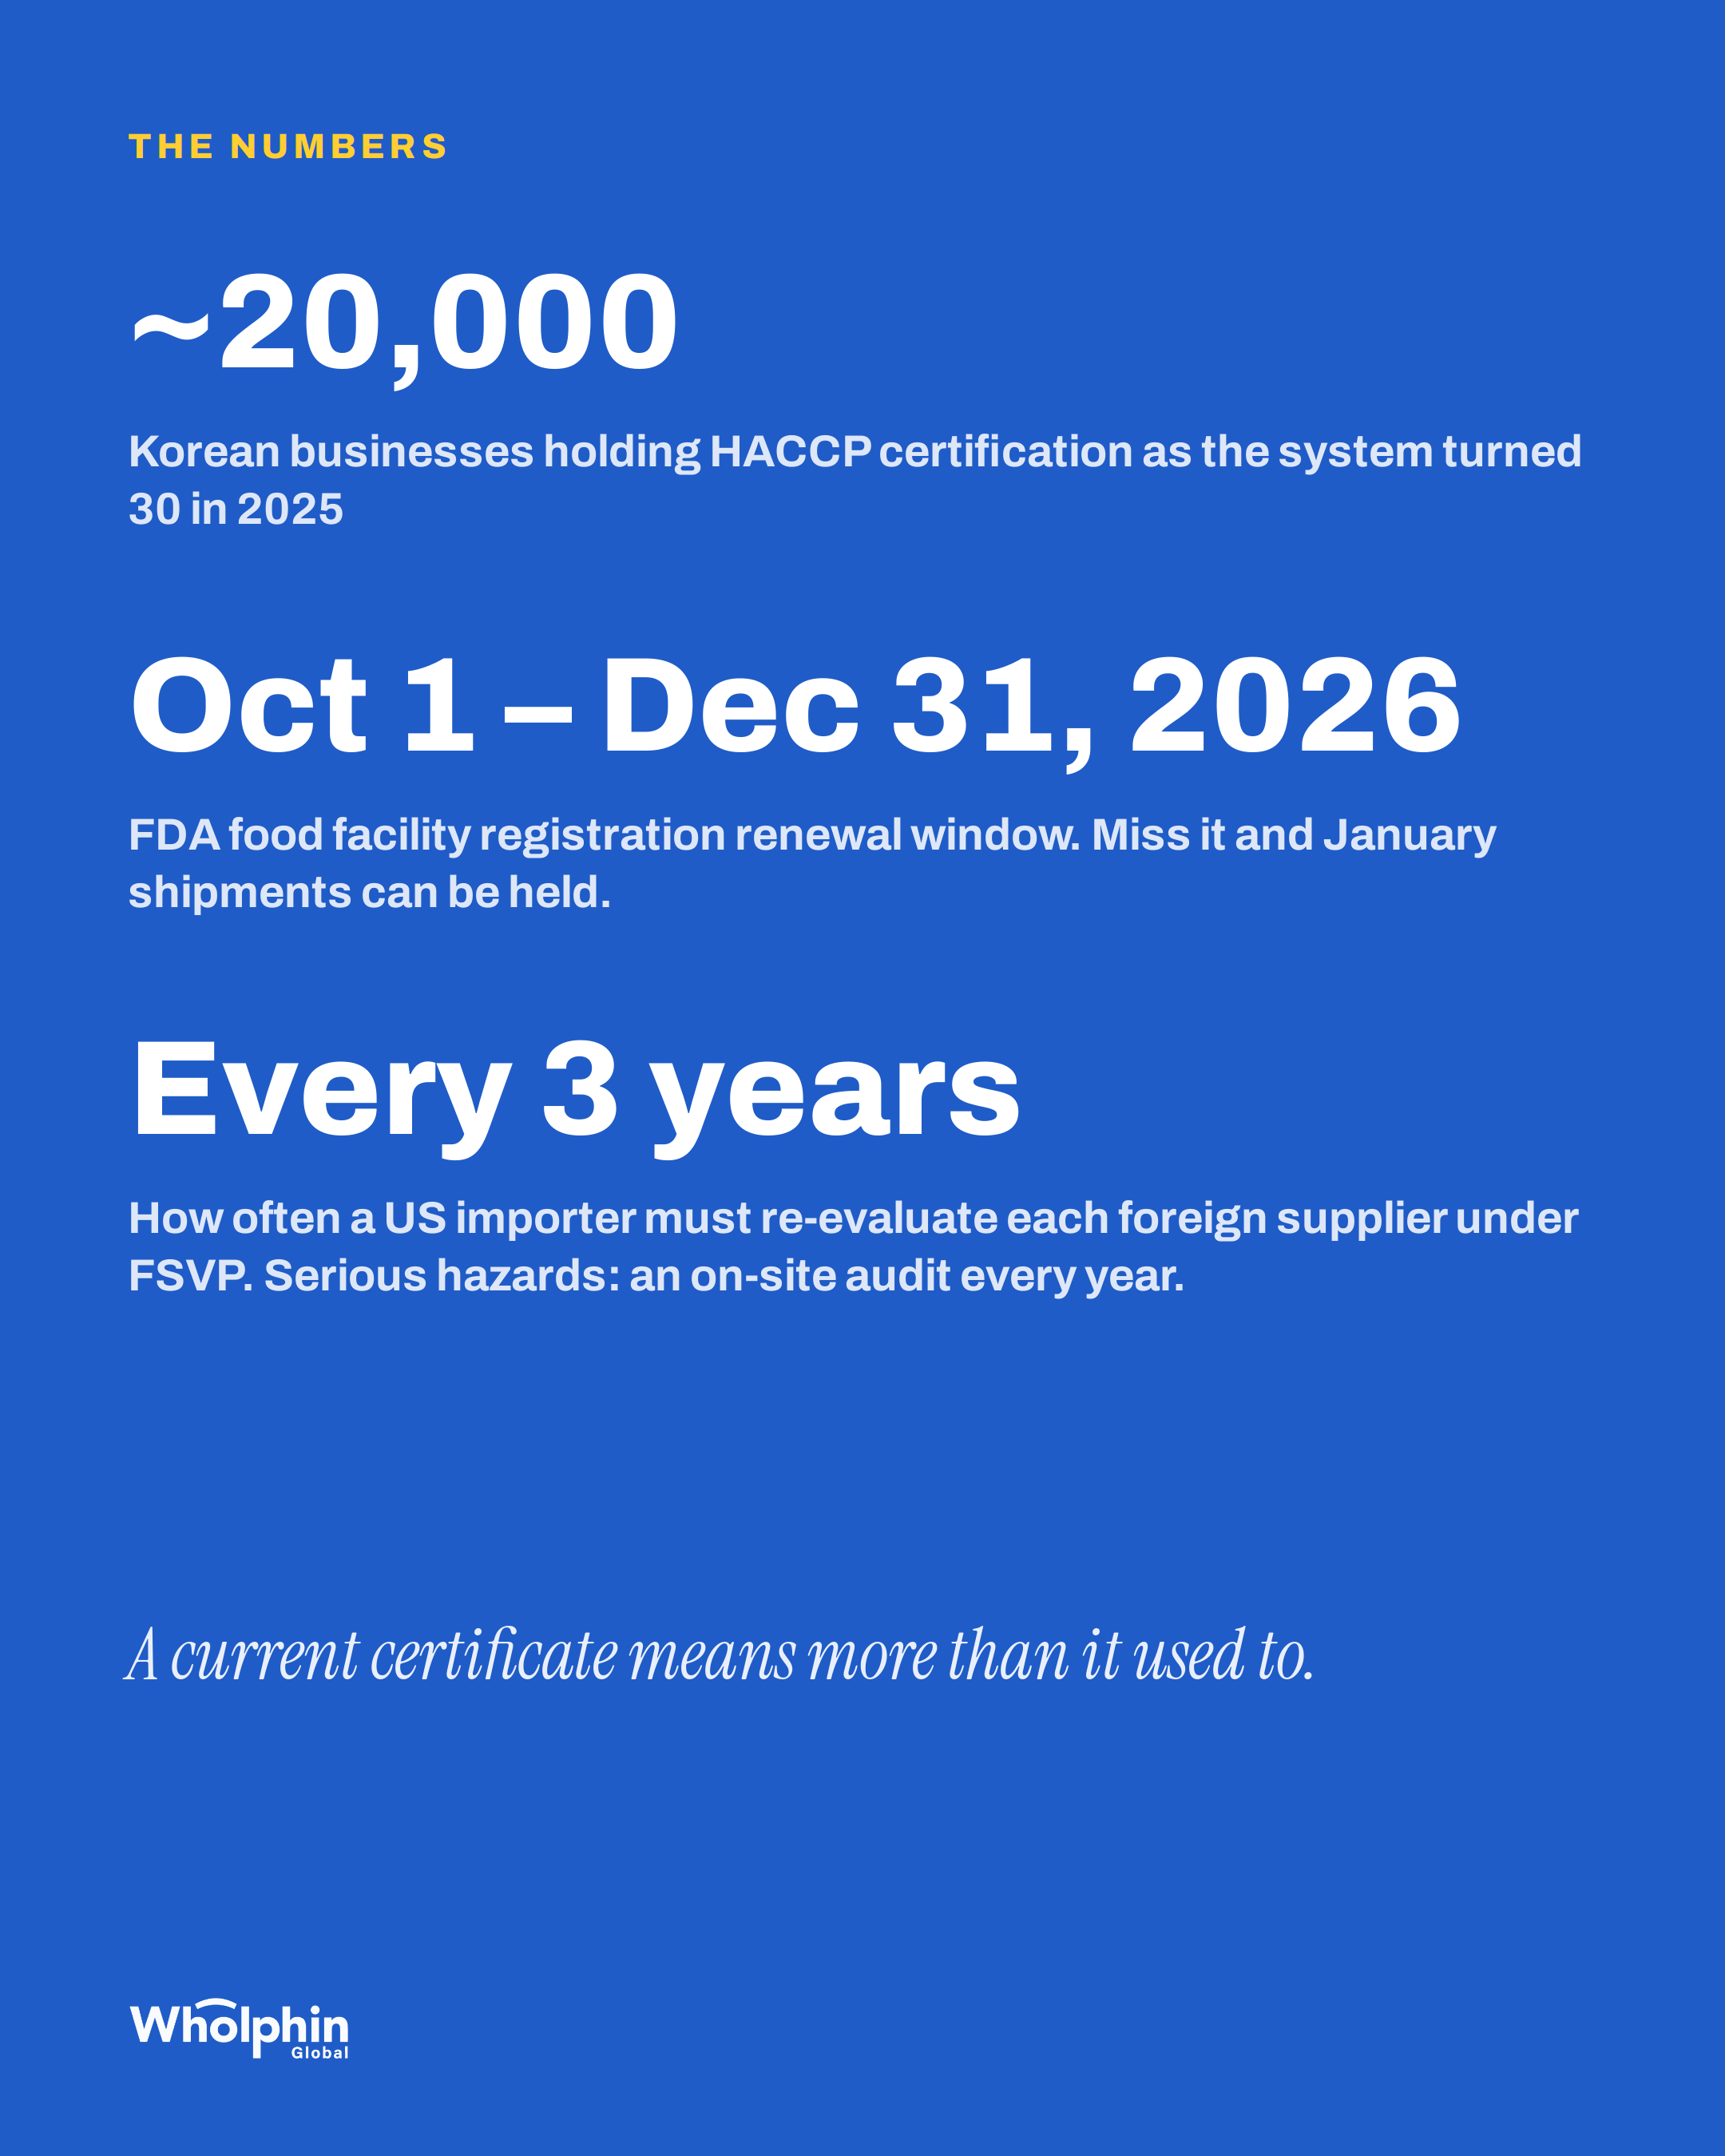 THE NUMBERS
~20,000
Korean businesses holding HACCP certification as the system turned
30 in 2025
Oct 1 – Dec 31, 2026
FDA food facility registration renewal window. Miss it and January
shipments can be held.
Every 3 years
How often a US importer must re-evaluate each foreign supplier under
FSVP. Serious hazards: an on-site audit every year.
A current certificate means more than it used to.
Wholphin
Global